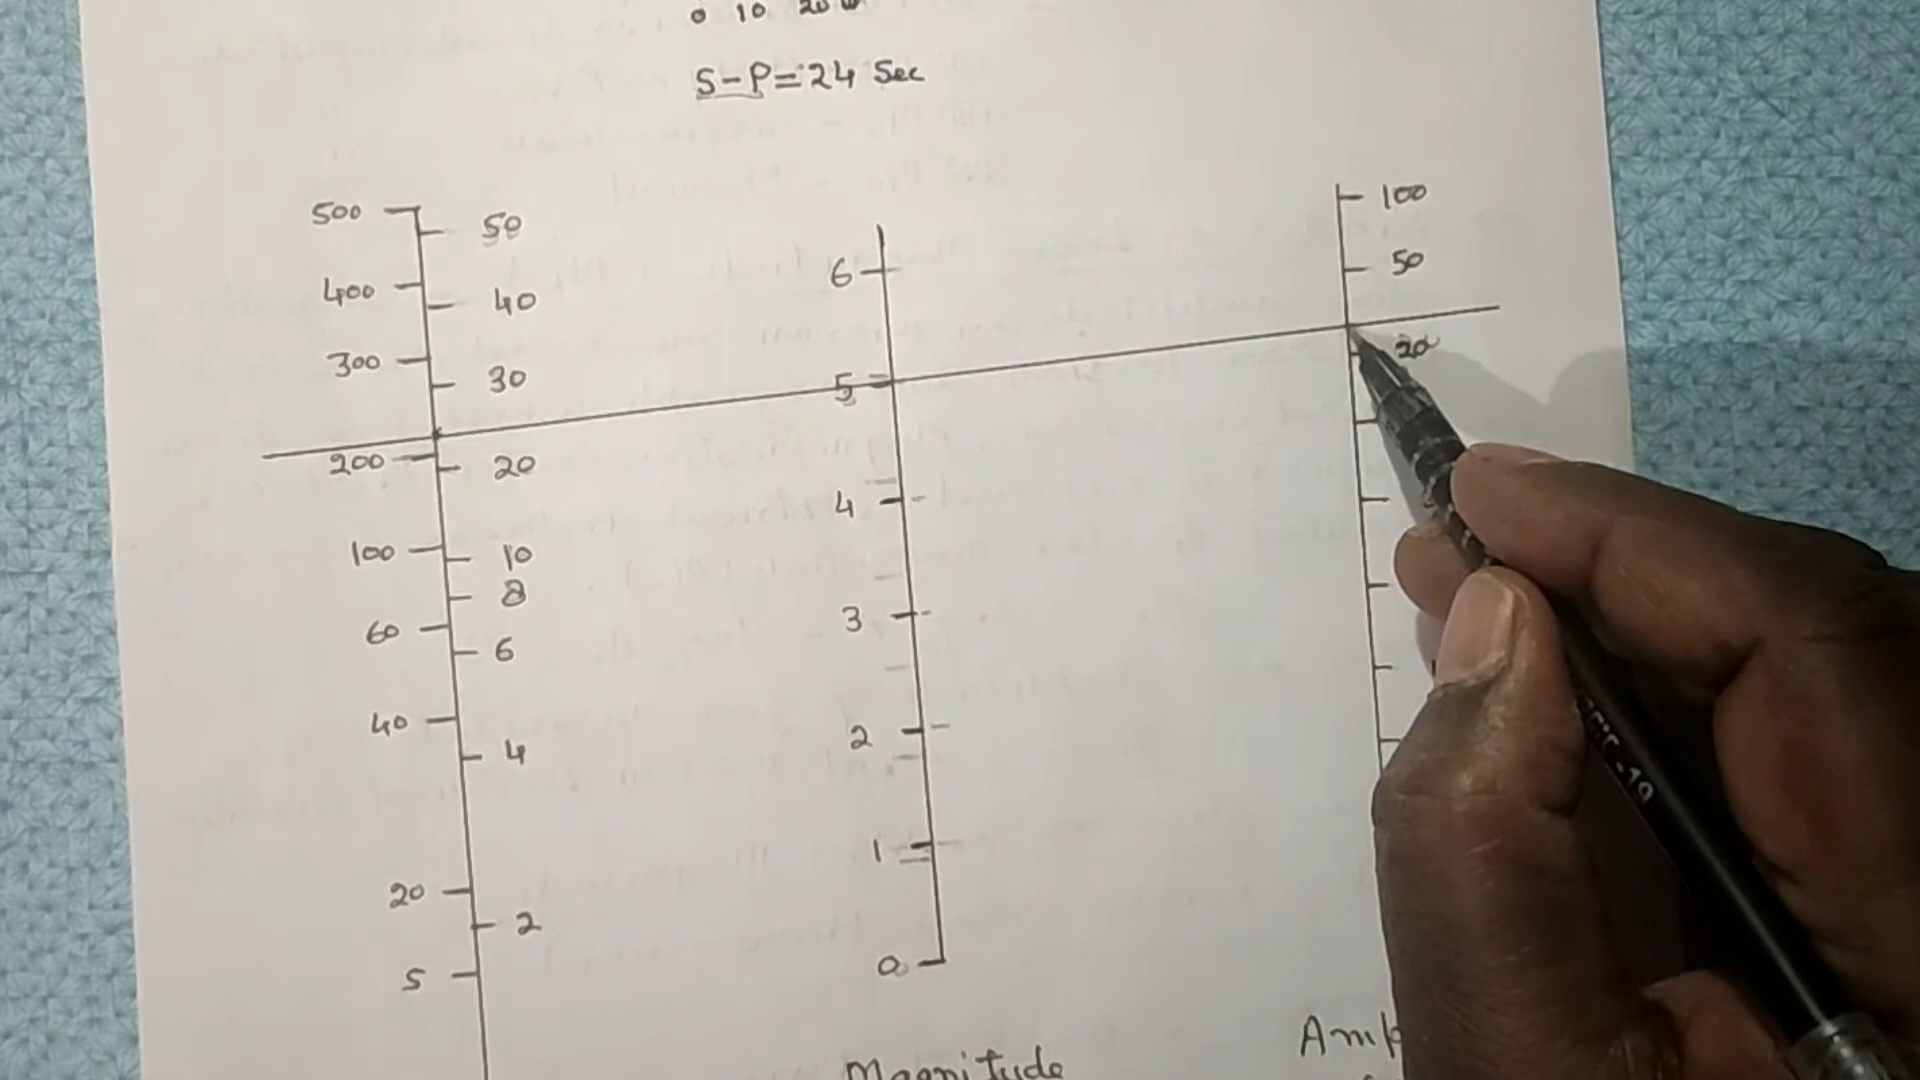 0 10 20
S-P=24 Sec
500 50 100
400 40 6 50
300 30 5 20
200 20 4
100 10
8
60 6 3
40 4 2
20 2 1
5 0
Magnitude Amp